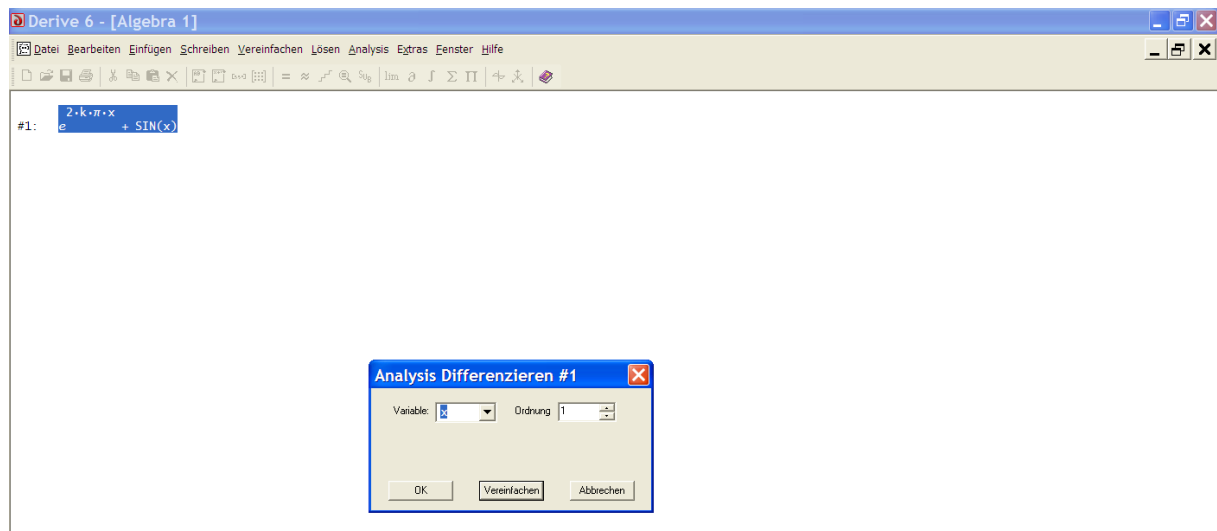 Derive 6 - [Algebra 1]
Datei Bearbeiten Einfügen Schreiben Vereinfachen Lösen Analysis Extras Fenster Hilfe
= ≈ Sub lim ∂ ∫ Σ Π
2·k·π·x
#1: e + SIN(x)
Analysis Differenzieren #1
Variable: x Ordnung 1
OK Vereinfachen Abbrechen